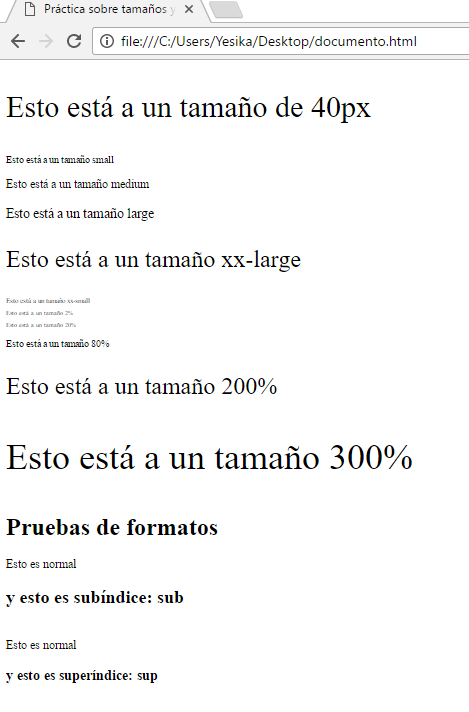 Práctica sobre tamaños y
file:///C:/Users/Yesika/Desktop/documento.html
Esto está a un tamaño de 40px
Esto está a un tamaño small
Esto está a un tamaño medium
Esto está a un tamaño large
Esto está a un tamaño xx-large
Esto está a un tamaño xx-small
Esto está a un tamaño 2%
Esto está a un tamaño 20%
Esto está a un tamaño 80%
Esto está a un tamaño 200%
Esto está a un tamaño 300%
Pruebas de formatos
Esto es normal
y esto es subíndice: sub
Esto es normal
y esto es superíndice: sup